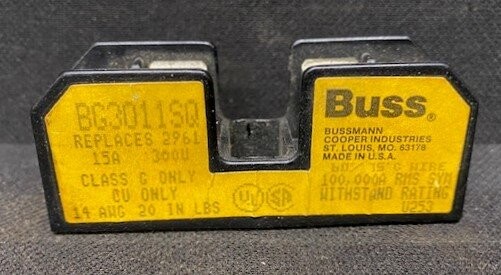 BG3011SQ
REPLACES 2961
15A 300V
CLASS G ONLY
CU ONLY
14 AWG 20 IN LBS
Buss®
BUSSMANN
COOPER INDUSTRIES
ST. LOUIS, MO. 63178
MADE IN U.S.A.
100,000A RMS SYM
WITHSTAND RATING
U253